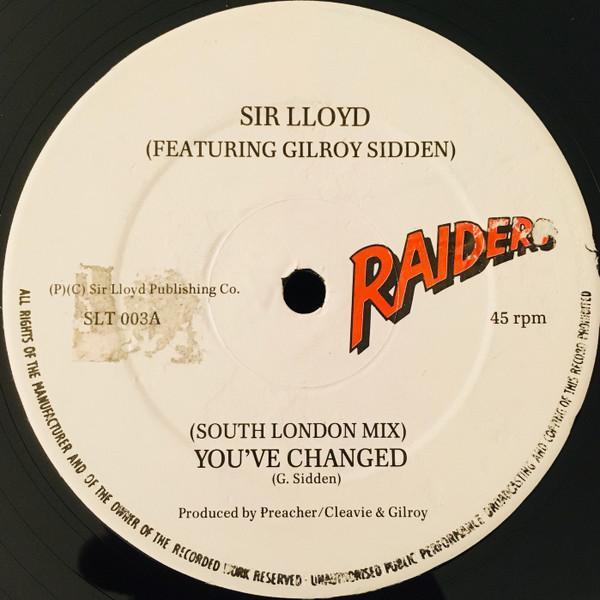 SIR LLOYD
(FEATURING GILROY SIDDEN)
RAIDERS
(P)(C) Sir Lloyd Publishing Co.
SLT 003A
45 rpm
(SOUTH LONDON MIX)
YOU'VE CHANGED
(G. Sidden)
Produced by Preacher/Cleavie & Gilroy
ALL RIGHTS OF THE MANUFACTURER AND OF THE OWNER OF THE RECORDED WORK RESERVED · UNAUTHORISED PUBLIC PERFORMANCE BROADCASTING AND COPYING OF THIS RECORD PROHIBITED